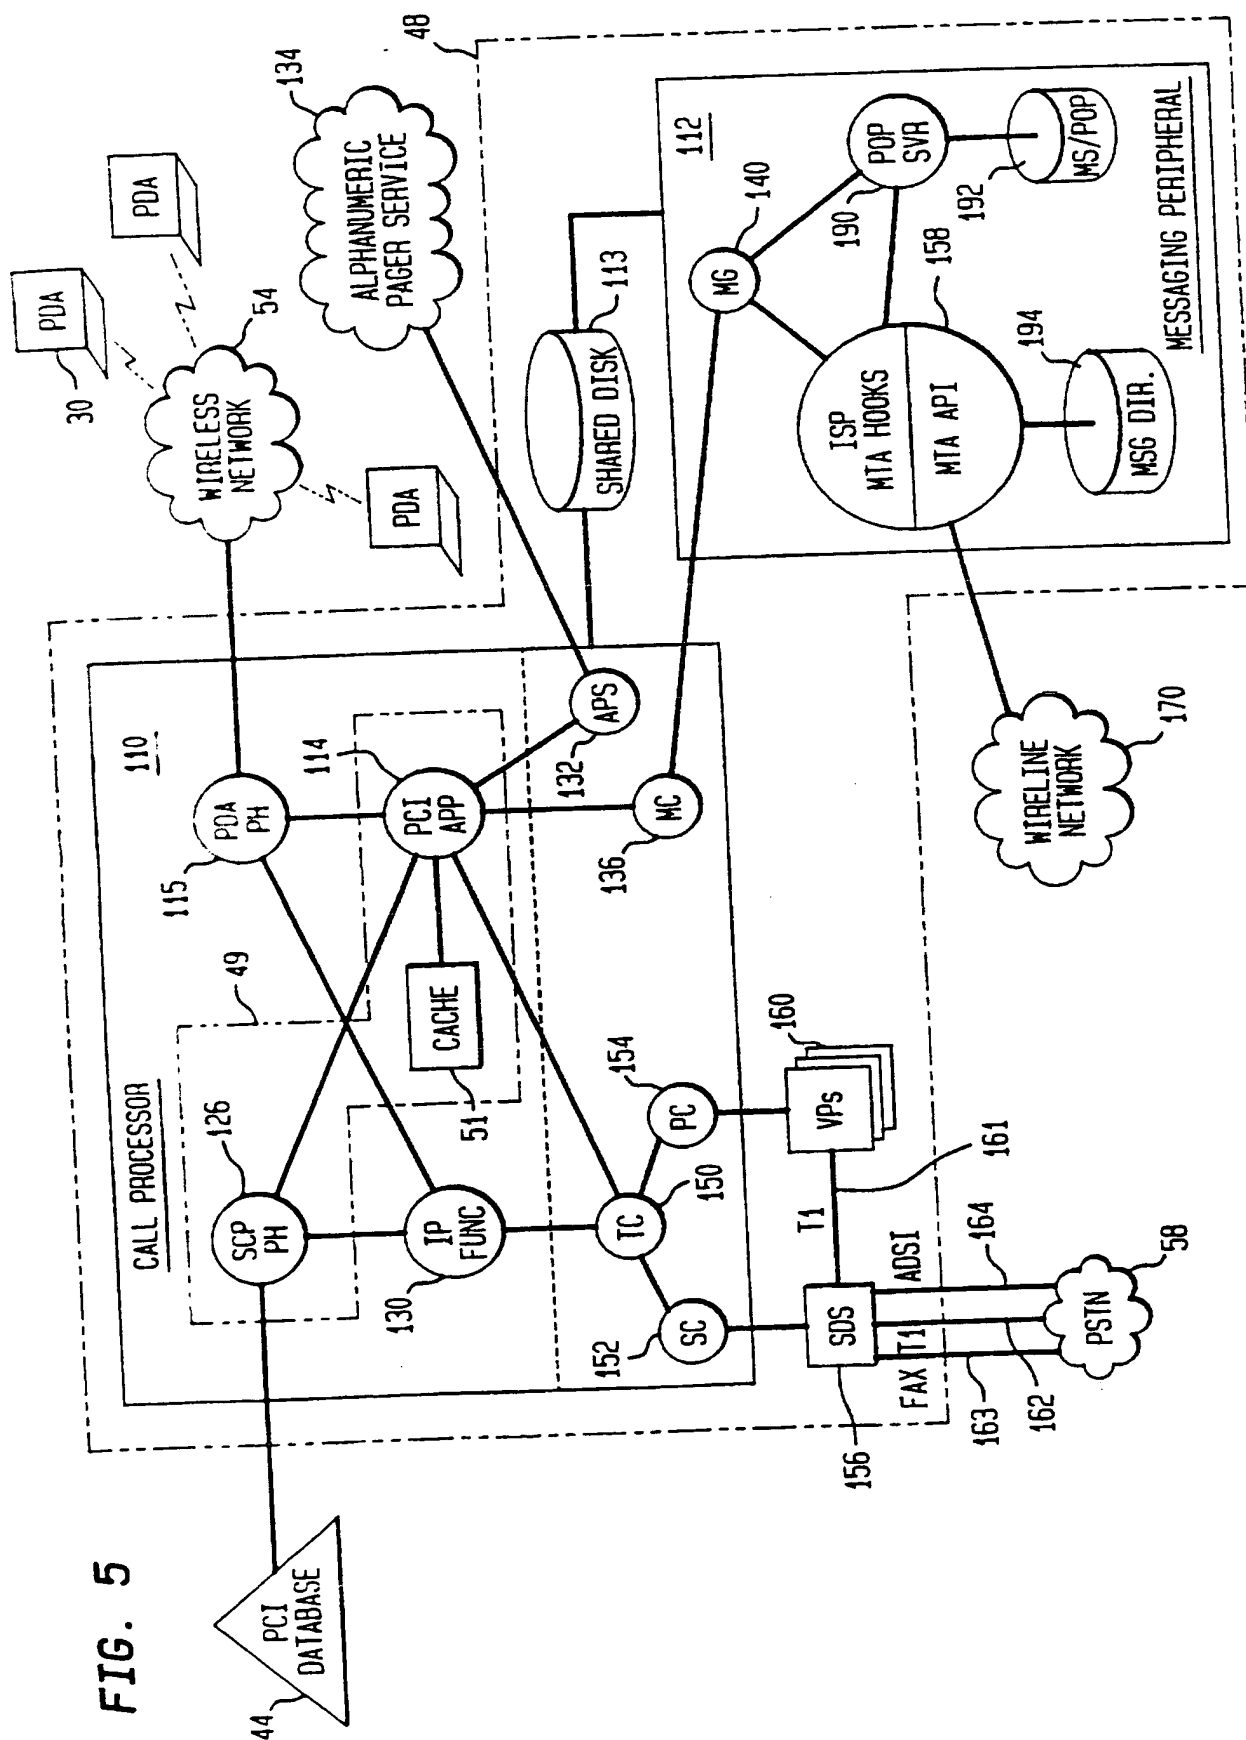 FIG. 5
44
PCI
DATABASE
CALL PROCESSOR
110
126
SCP
PH
49
115
PDA
PH
114
PCI
APP
130
IP
FUNC
CACHE
51
132
APS
136
MC
152
SC
TC
150
PC
154
VPs
160
T1
161
156
SDS
FAX
T1
ADSI
163
162
164
PSTN
58
30
PDA
PDA
PDA
WIRELESS
NETWORK
54
ALPHANUMERIC
PAGER SERVICE
134
48
SHARED DISK
113
112
MG
140
POP
SVR
190
192
MS/POP
ISP
MTA HOOKS
MTA API
158
194
MSG DIR.
MESSAGING PERIPHERAL
WIRELINE
NETWORK
170